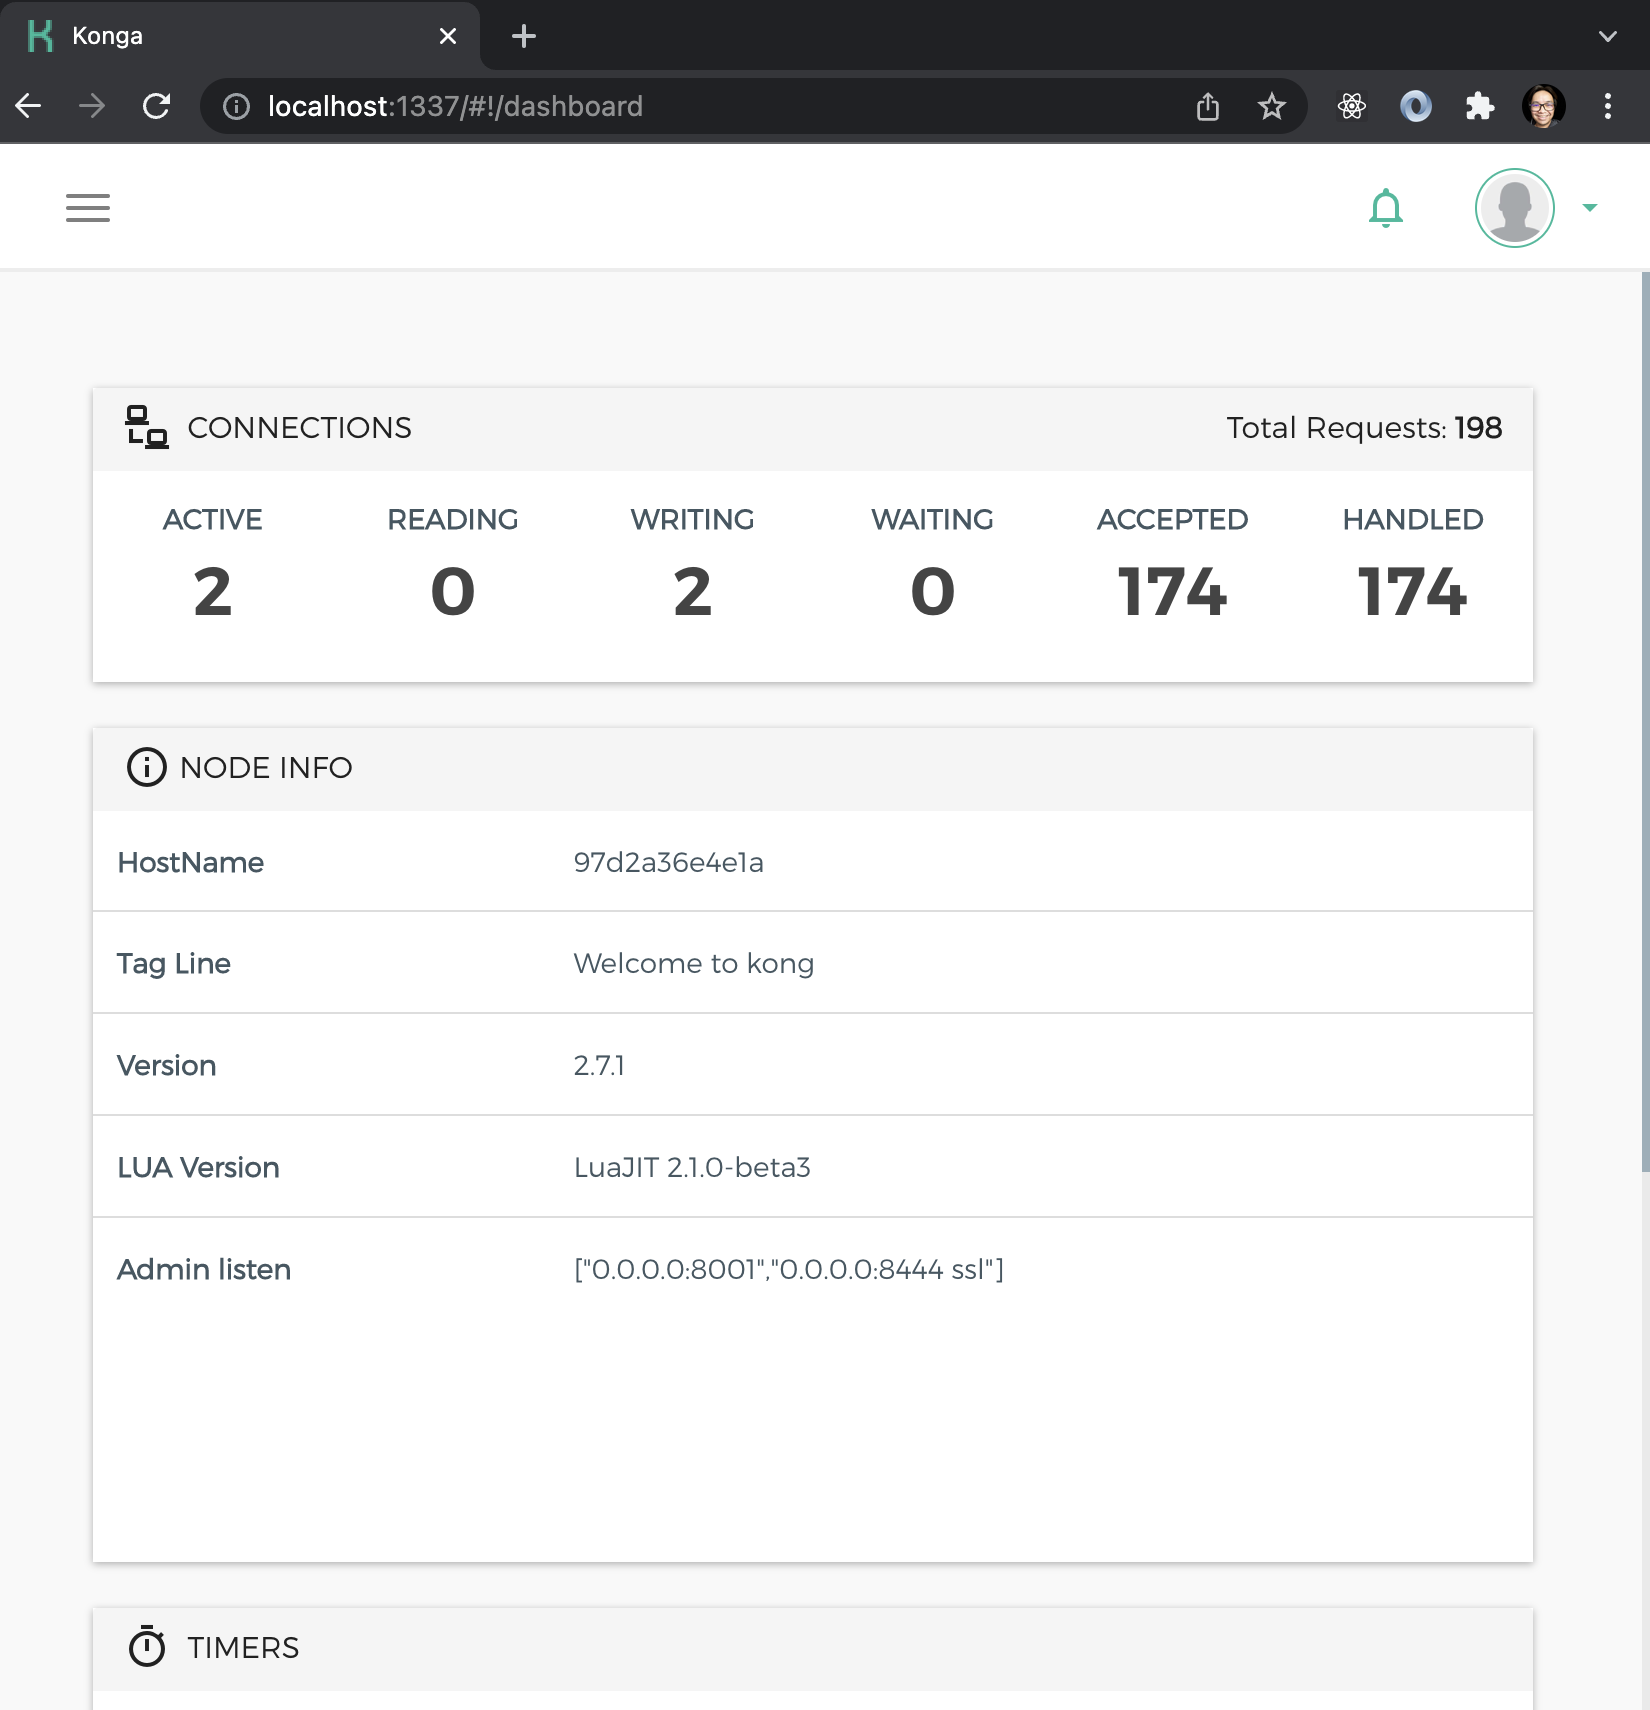 Konga
localhost:1337/#!/dashboard
CONNECTIONS Total Requests: 198
ACTIVE READING WRITING WAITING ACCEPTED HANDLED
2 0 2 0 174 174
NODE INFO
HostName 97d2a36e4e1a
Tag Line Welcome to kong
Version 2.7.1
LUA Version LuaJIT 2.1.0-beta3
Admin listen ["0.0.0.0:8001","0.0.0.0:8444 ssl"]
TIMERS